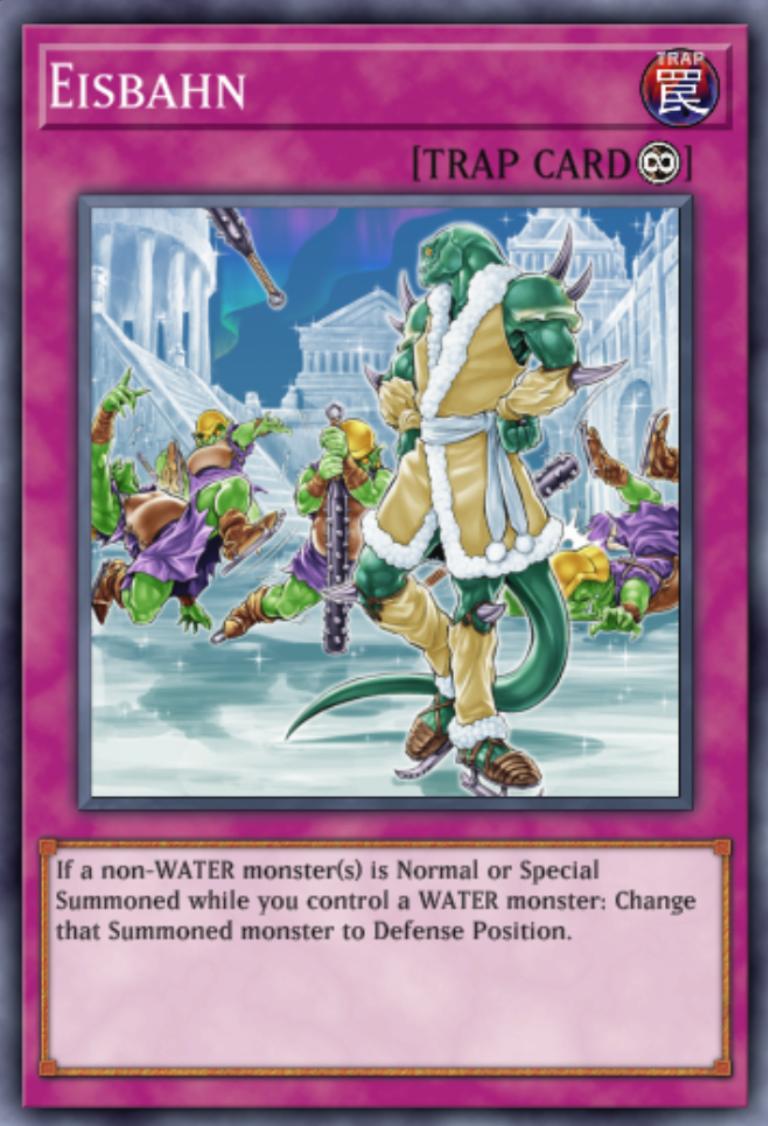 Eisbahn
TRAP
罠
[TRAP CARD]
If a non-WATER monster(s) is Normal or Special
Summoned while you control a WATER monster: Change
that Summoned monster to Defense Position.